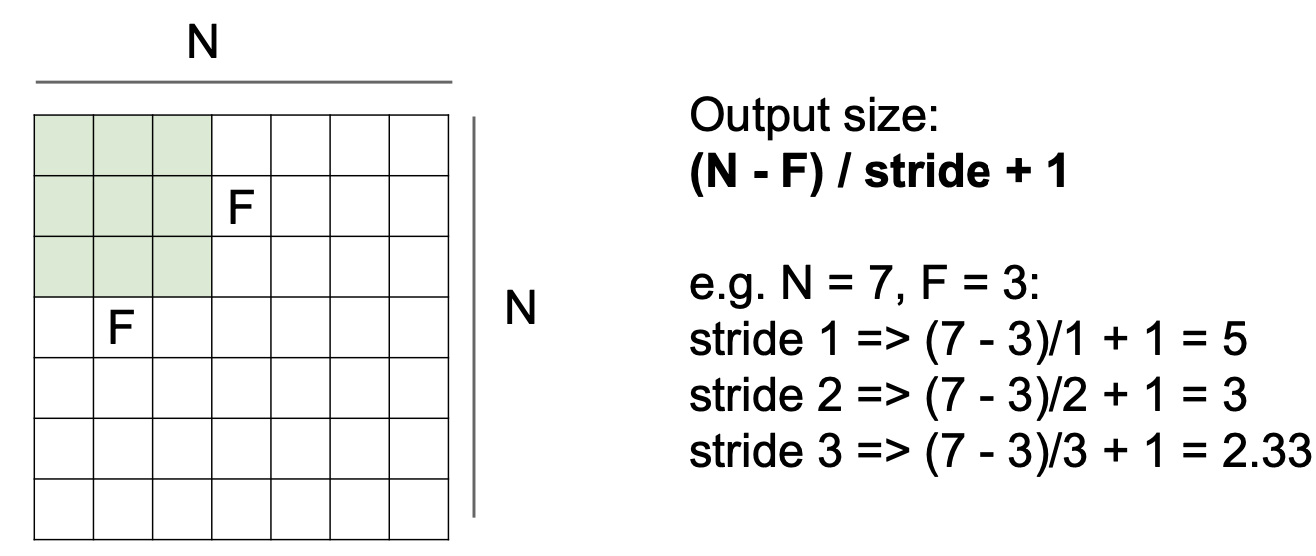 N
F
F
N
Output size:
(N - F) / stride + 1
e.g. N = 7, F = 3:
stride 1 => (7 - 3)/1 + 1 = 5
stride 2 => (7 - 3)/2 + 1 = 3
stride 3 => (7 - 3)/3 + 1 = 2.33